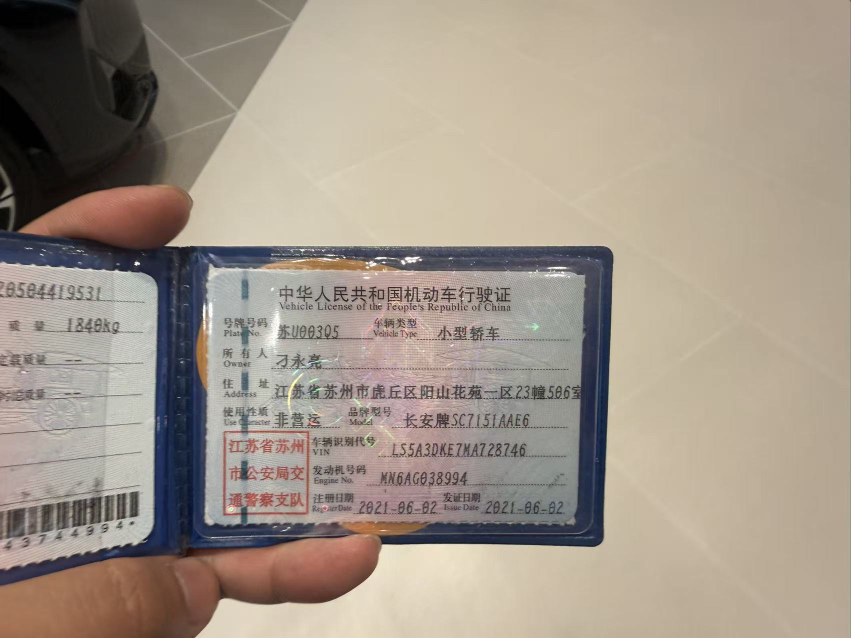 20504419531
质 量 1840kg
质量 --
质量 --
43744994*
中华人民共和国机动车行驶证
Vehicle License of the People's Republic of China
号牌号码 苏U003Q5 车辆类型 小型轿车
Plate No. Vehicle Type
所 有 人 刁永亮
Owner
住 址 江苏省苏州市虎丘区阳山花苑一区23幢506室
Address
使用性质 非营运 品牌型号 长安牌SC7151AAE6
Use Character Model
江苏省苏州
市公安局交
通警察支队
车辆识别代号 LS5A3DKE7MA728746
VIN
发动机号码 MN6AG038994
Engine No.
注册日期 2021-06-02 发证日期 2021-06-02
Register Date Issue Date